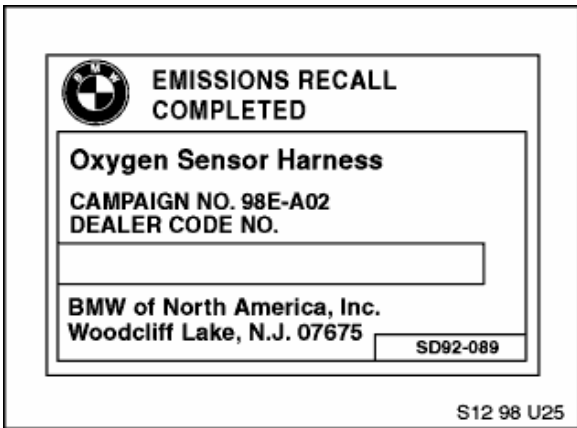 BMW
EMISSIONS RECALL
COMPLETED
Oxygen Sensor Harness
CAMPAIGN NO. 98E-A02
DEALER CODE NO.
BMW of North America, Inc.
Woodcliff Lake, N.J. 07675
SD92-089
S12 98 U25